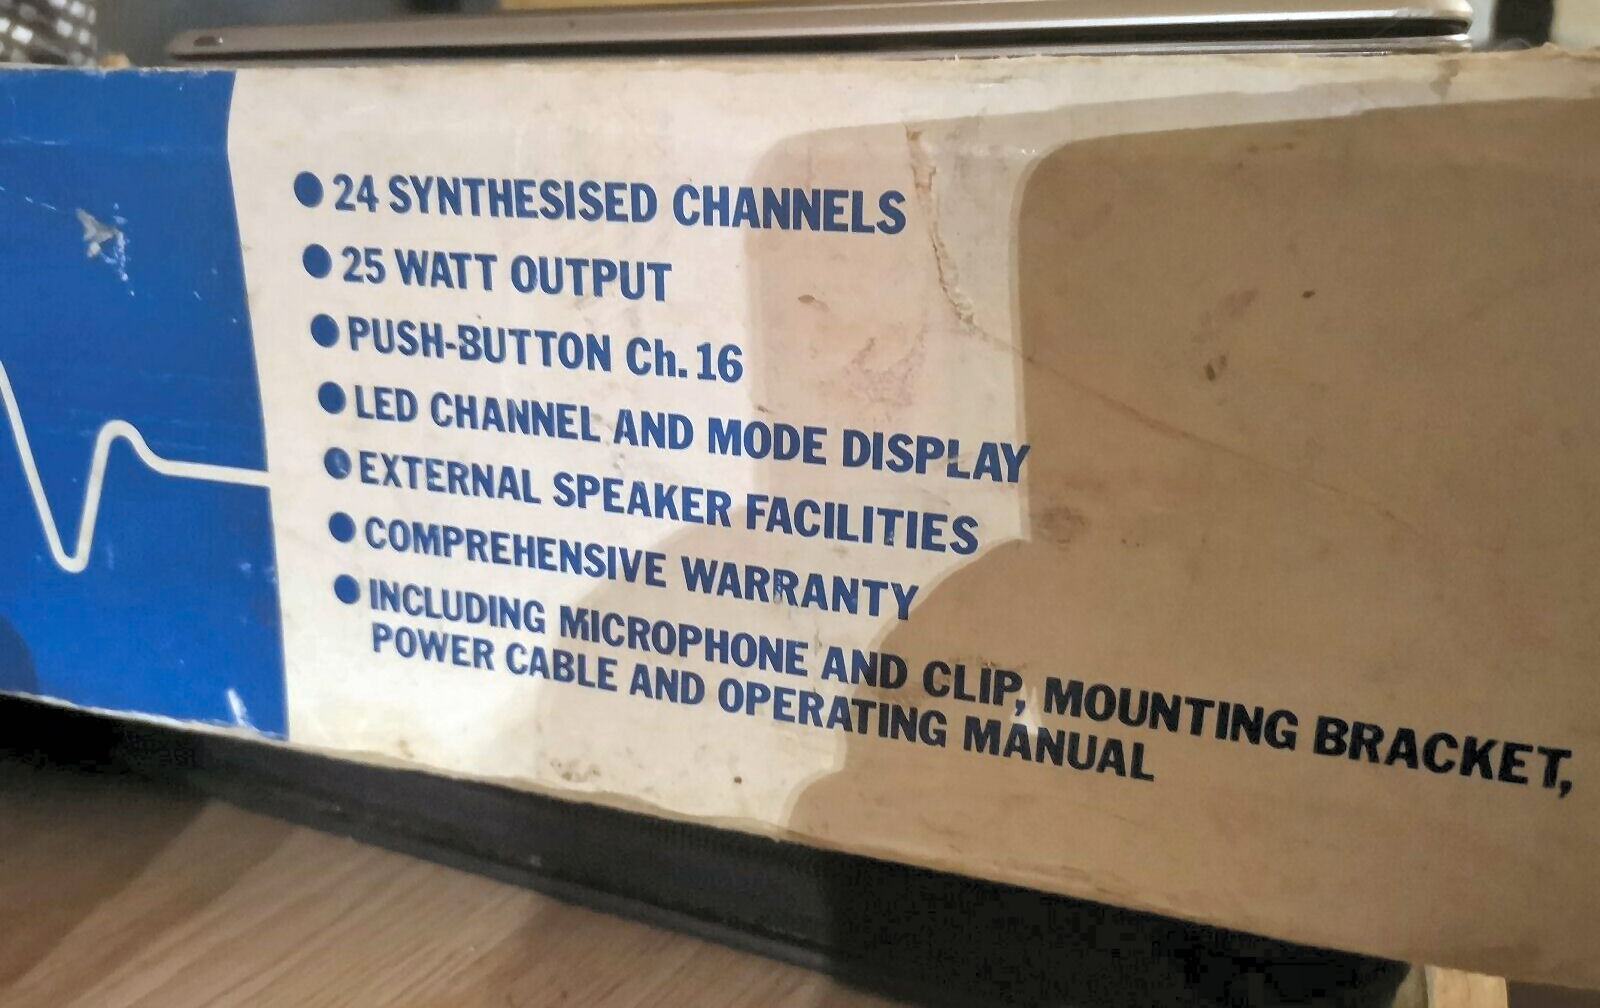 ● 24 SYNTHESISED CHANNELS
● 25 WATT OUTPUT
● PUSH-BUTTON Ch. 16
● LED CHANNEL AND MODE DISPLAY
● EXTERNAL SPEAKER FACILITIES
● COMPREHENSIVE WARRANTY
● INCLUDING MICROPHONE AND CLIP, MOUNTING BRACKET,
POWER CABLE AND OPERATING MANUAL